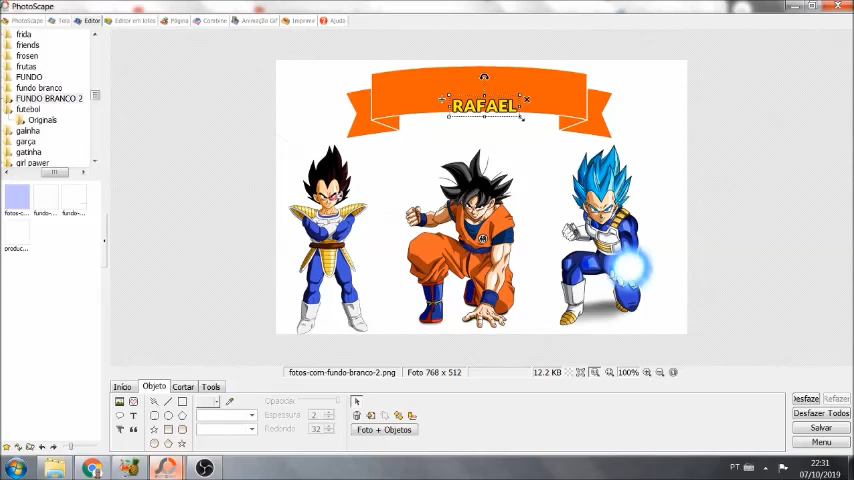 PhotoScape
PhotoScape Tela Editor Editor em lotes Página Combine Animação Gif Imprimir Ajuda
frida
friends
frosen
frutas
FUNDO
fundo branco
FUNDO BRANCO 2
futebol
Originals
galinha
garça
gatinha
girl pawer
fotos-c... fundo-... fundo-...
produc...
RAFAEL
fotos-com-fundo-branco-2.png Foto 768 x 512 12.2 KB 100%
Início Objeto Cortar Tools
Opacidac
Espessura 2
Redondo 32
Foto + Objetos
Desfaze Refazer
Desfazer Todos
Salvar
Menu
T
PT 22:31
07/10/2019